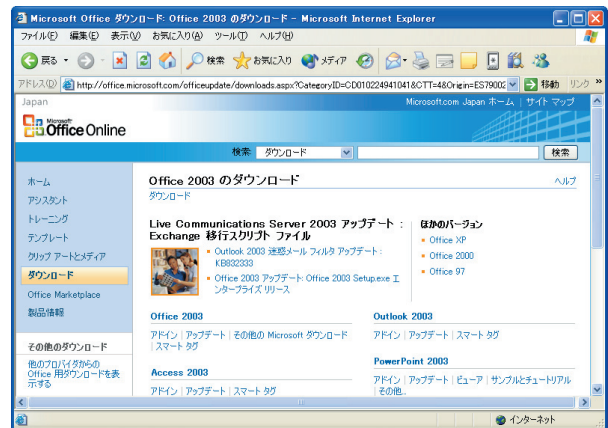 Microsoft Office ダウンロード: Office 2003 のダウンロード - Microsoft Internet Explorer
ファイル(F) 編集(E) 表示(V) お気に入り(A) ツール(T) ヘルプ(H)
戻る 検索 お気に入り メディア
アドレス(D) http://office.microsoft.com/officeupdate/downloads.aspx?CategoryID=CD010224941041&CTT=4&Origin=ES79002 移動 リンク »
Japan Microsoft.com Japan ホーム | サイト マップ
Microsoft Office Online
検索: ダウンロード 検索
ホーム
アシスタント
トレーニング
テンプレート
クリップ アートとメディア
ダウンロード
Office Marketplace
製品情報
その他のダウンロード
他のプロバイダからの
Office 用ダウンロードを表
示する
Office 2003 のダウンロード ヘルプ
ダウンロード
Live Communications Server 2003 アップデート :
Exchange 移行スクリプト ファイル
Outlook 2003 迷惑メール フィルタ アップデート :
KB832333
Office 2003 アップデート: Office 2003 Setup.exe エ
ンタープライズ リリース
ほかのバージョン
Office XP
Office 2000
Office 97
Office 2003
アドイン | アップデート | その他の Microsoft ダウンロード
| スマート タグ
Access 2003
アドイン | アップデート | スマート タグ
Outlook 2003
アドイン | アップデート | スマート タグ
PowerPoint 2003
アドイン | アップデート | ビューア | サンプルとチュートリアル
| その他..
インターネット